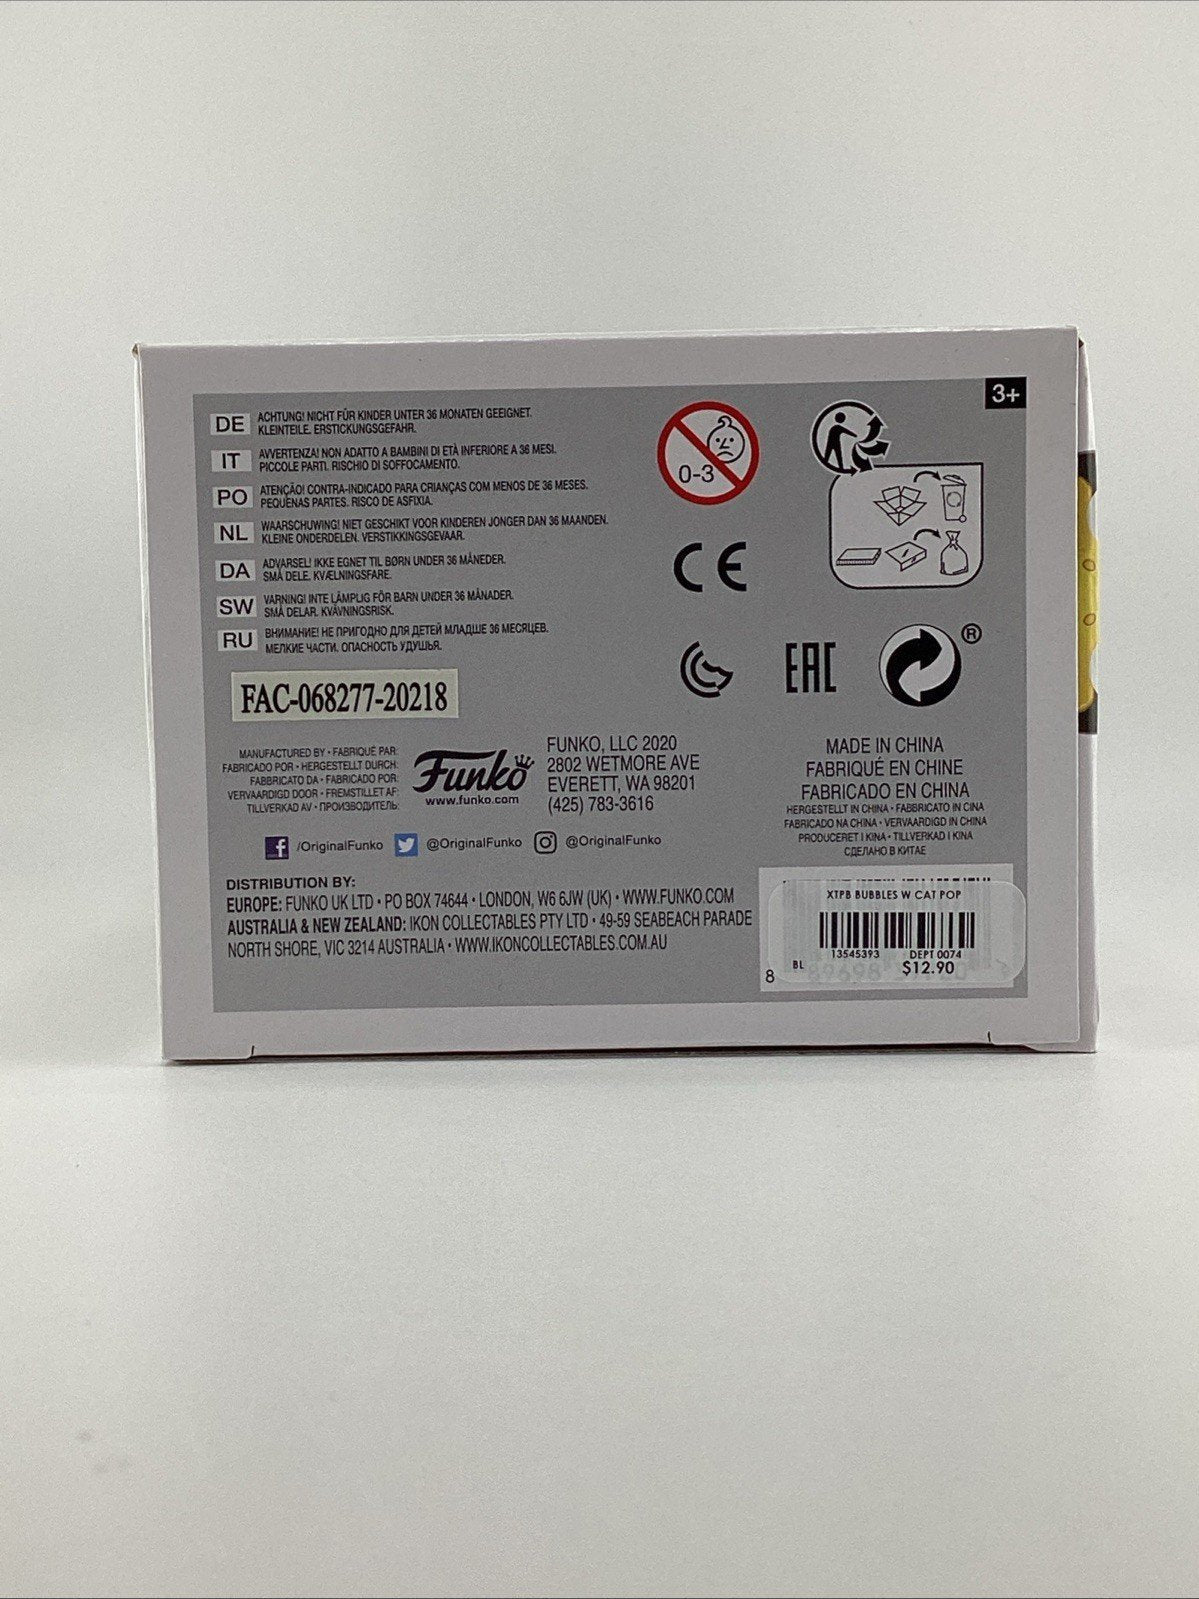 3+
DE ACHTUNG! NICHT FÜR KINDER UNTER 36 MONATEN GEEIGNET.
KLEINTEILE. ERSTICKUNGSGEFAHR.
IT AVVERTENZA! NON ADATTO A BAMBINI DI ETÀ INFERIORE A 36 MESI.
PICCOLE PARTI. RISCHIO DI SOFFOCAMENTO.
PO ATENÇÃO! CONTRA-INDICADO PARA CRIANÇAS COM MENOS DE 36 MESES.
PEQUENAS PARTES. RISCO DE ASFIXIA.
NL WAARSCHUWING! NIET GESCHIKT VOOR KINDEREN JONGER DAN 36 MAANDEN.
KLEINE ONDERDELEN. VERSTIKKINGSGEVAAR.
DA ADVARSEL! IKKE EGNET TIL BØRN UNDER 36 MÅNEDER.
SMÅ DELE. KVÆLNINGSFARE.
SW VARNING! INTE LÄMPLIG FÖR BARN UNDER 36 MÅNADER.
SMÅ DELAR. KVÄVNINGSRISK.
RU ВНИМАНИЕ! НЕ ПРИГОДНО ДЛЯ ДЕТЕЙ МЛАДШЕ 36 МЕСЯЦЕВ.
МЕЛКИЕ ЧАСТИ. ОПАСНОСТЬ УДУШЬЯ.
0-3
CE
EAC
®
FAC-068277-20218
MANUFACTURED BY • FABRIQUÉ PAR:
FABRICADO POR • HERGESTELLT DURCH:
FABBRICATO DA • FABRICADO POR:
VERVAARDIGD DOOR • FREMSTILLET AF:
TILLVERKAD AV • ПРОИЗВОДИТЕЛЬ:
Funko
www.funko.com
FUNKO, LLC 2020
2802 WETMORE AVE
EVERETT, WA 98201
(425) 783-3616
MADE IN CHINA
FABRIQUÉ EN CHINE
FABRICADO EN CHINA
HERGESTELLT IN CHINA • FABBRICATO IN CINA
FABRICADO NA CHINA • VERVAARDIGD IN CHINA
PRODUCERET I KINA • TILLVERKAD I KINA
СДЕЛАНО В КИТАЕ
/OriginalFunko @OriginalFunko @OriginalFunko
DISTRIBUTION BY:
EUROPE: FUNKO UK LTD • PO BOX 74644 • LONDON, W6 6JW (UK) • WWW.FUNKO.COM
AUSTRALIA & NEW ZEALAND: IKON COLLECTABLES PTY LTD • 49-59 SEABEACH PARADE
NORTH SHORE, VIC 3214 AUSTRALIA • WWW.IKONCOLLECTABLES.COM.AU
XTPB BUBBLES W CAT POP
13545393 DEPT 0074
BL $12.90
8